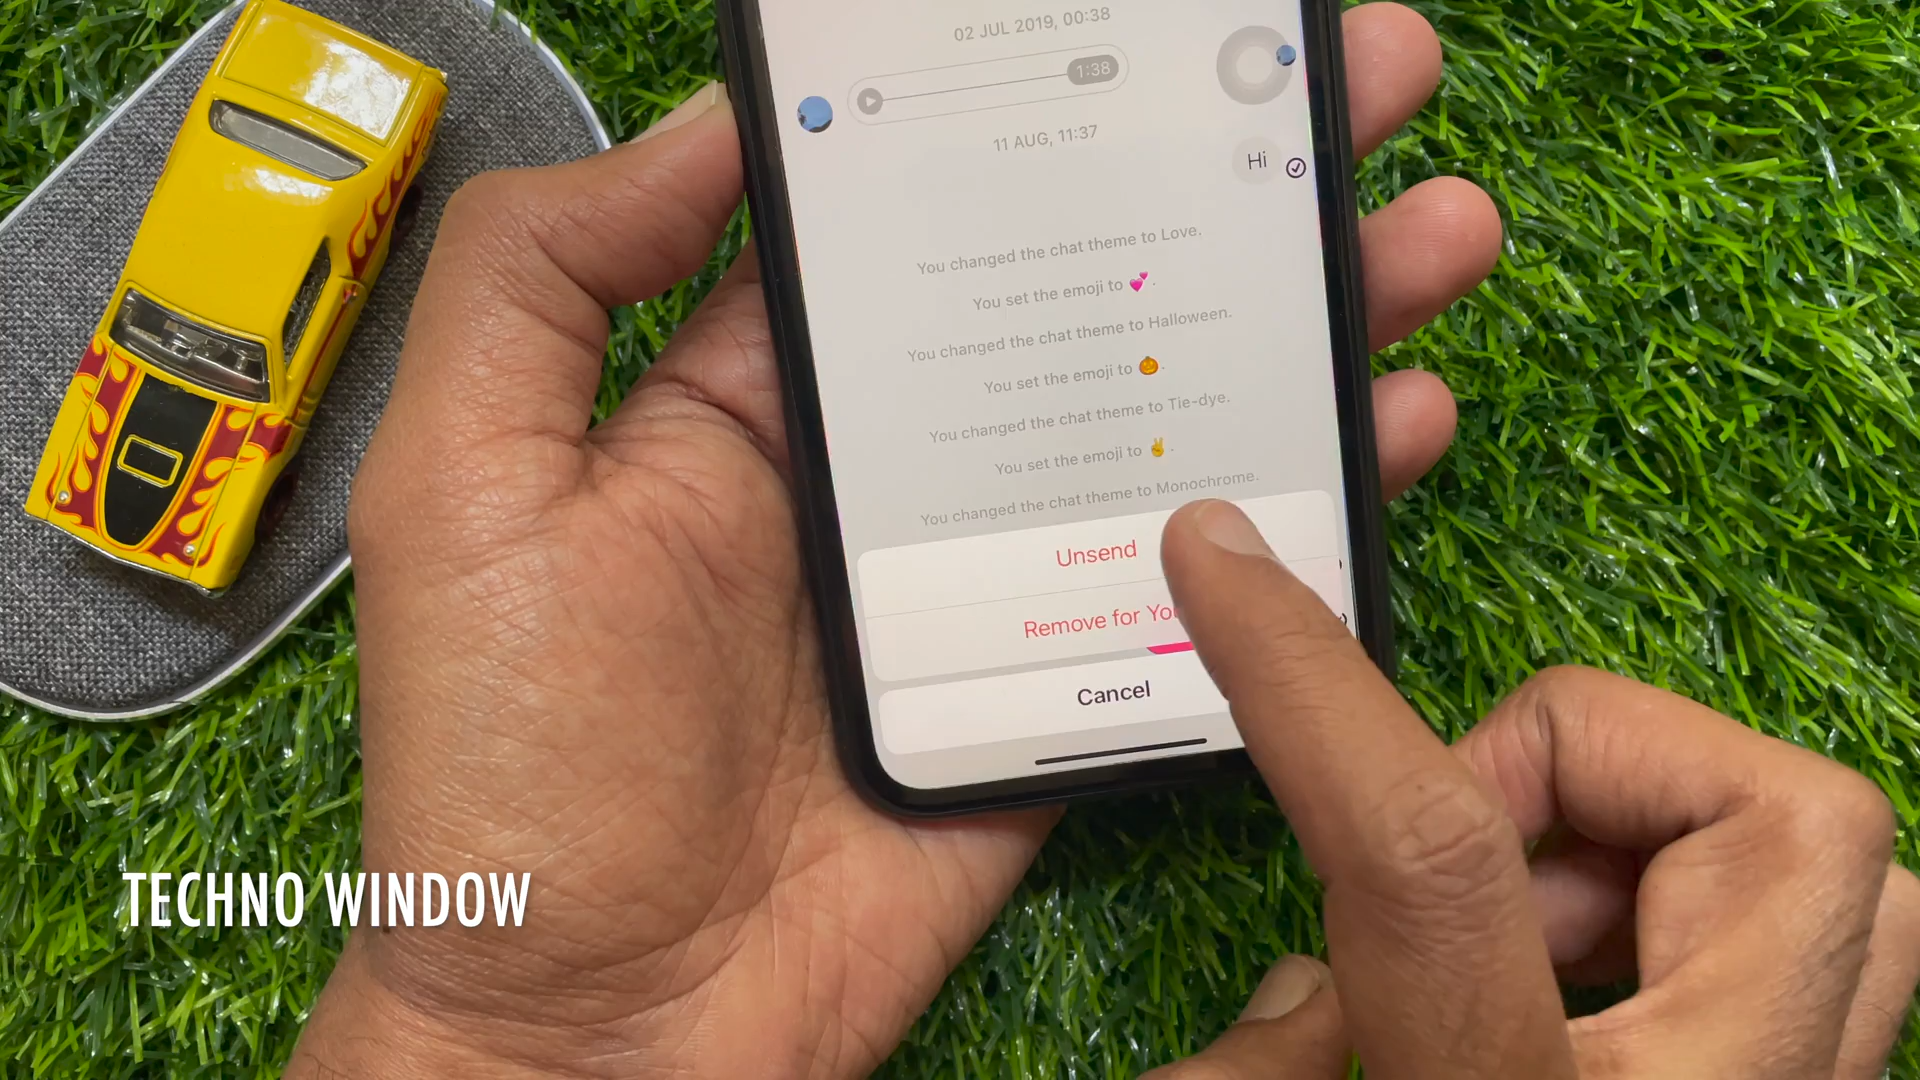 02 JUL 2019, 00:38
1:38
11 AUG, 11:37
Hi
You changed the chat theme to Love.
You set the emoji to 💕.
You changed the chat theme to Halloween.
You set the emoji to 🎃.
You changed the chat theme to Tie-dye.
You set the emoji to ✌️.
You changed the chat theme to Monochrome.
Unsend
Remove for You
Cancel
TECHNO WINDOW